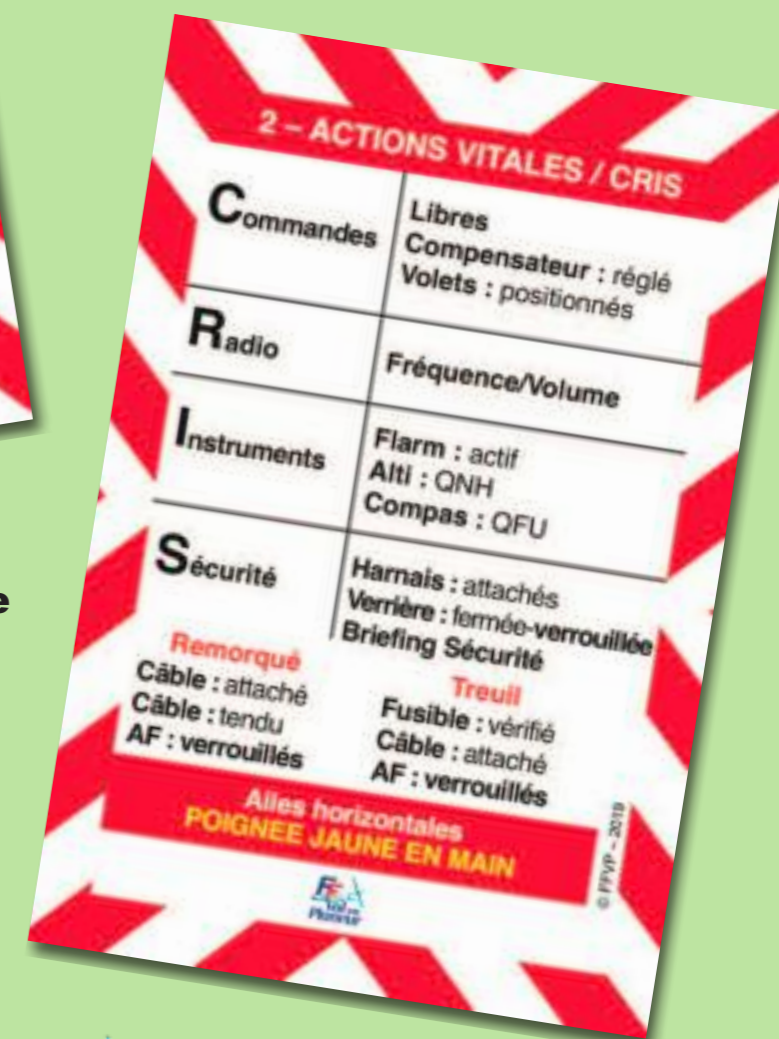 2 – ACTIONS VITALES / CRIS
Commandes
Libres
Compensateur : réglé
Volets : positionnés
Radio
Fréquence/Volume
Instruments
Flarm : actif
Alti : QNH
Compas : QFU
Sécurité
Harnais : attachés
Verrière : fermée-verrouillée
Briefing Sécurité
Remorqué
Câble : attaché
Câble : tendu
AF : verrouillés
Treuil
Fusible : vérifié
Câble : attaché
AF : verrouillés
Ailes horizontales
POIGNEE JAUNE EN MAIN
© FFVP – 2019
e